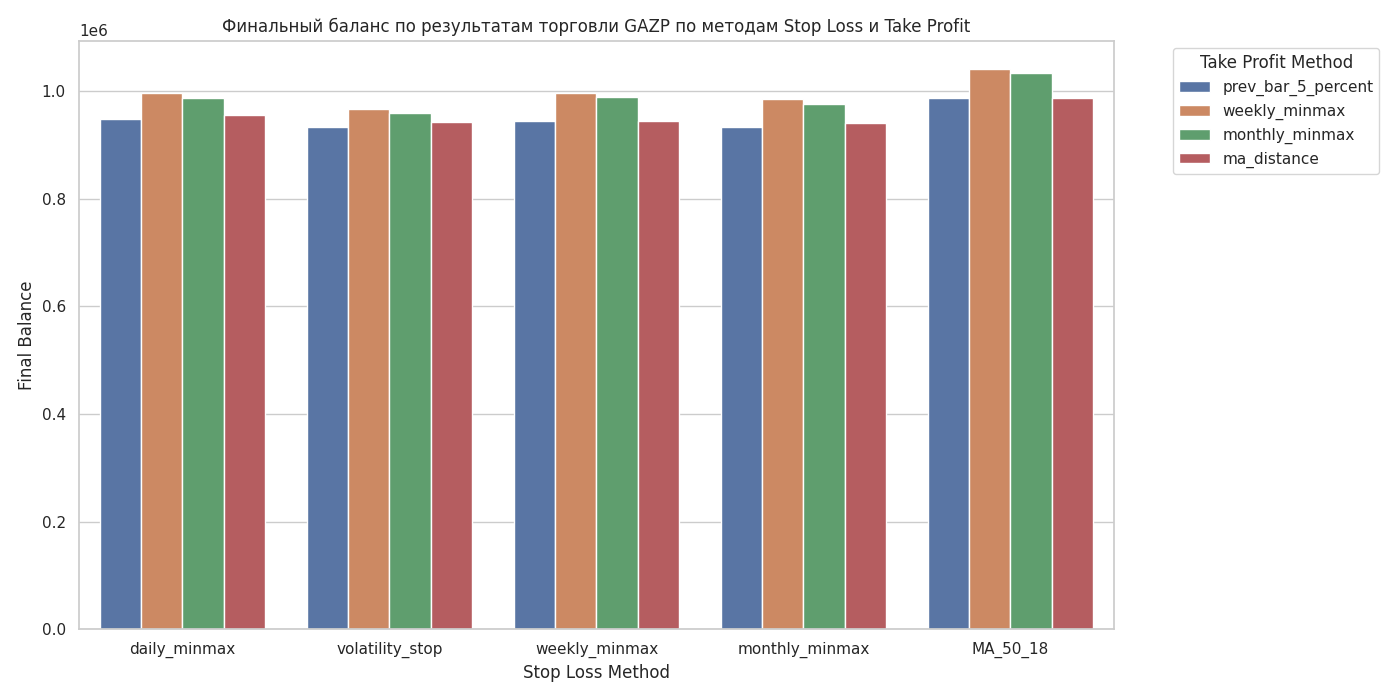 Финальный баланс по результатам торговли GAZP по методам Stop Loss и Take Profit
1e6
Final Balance
1.0
0.8
0.6
0.4
0.2
0.0
daily_minmax
volatility_stop
weekly_minmax
monthly_minmax
MA_50_18
Stop Loss Method
Take Profit Method
prev_bar_5_percent
weekly_minmax
monthly_minmax
ma_distance